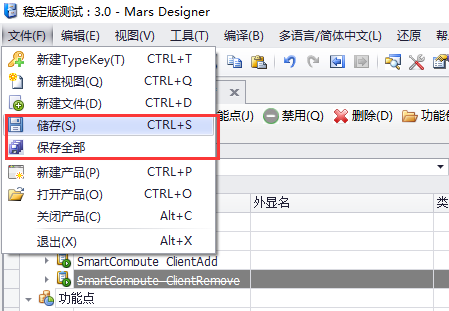 稳定版测试 : 3.0 - Mars Designer
文件(F) 编辑(E) 视图(V) 工具(T) 编译(B) 多语言/简体中文(L) 还原
新建TypeKey(T) CTRL+T
新建视图(Q) CTRL+Q
新建文件(D) CTRL+D
储存(S) CTRL+S
保存全部
新建产品(P) CTRL+P
打开产品(O) CTRL+O
关闭产品(C) Alt+C
退出(X) Alt+X
能点(J) 禁用(Q) 删除(D) 功能包
外显名 类
SmartCompute_ClientAdd
SmartCompute_ClientRemove
功能点